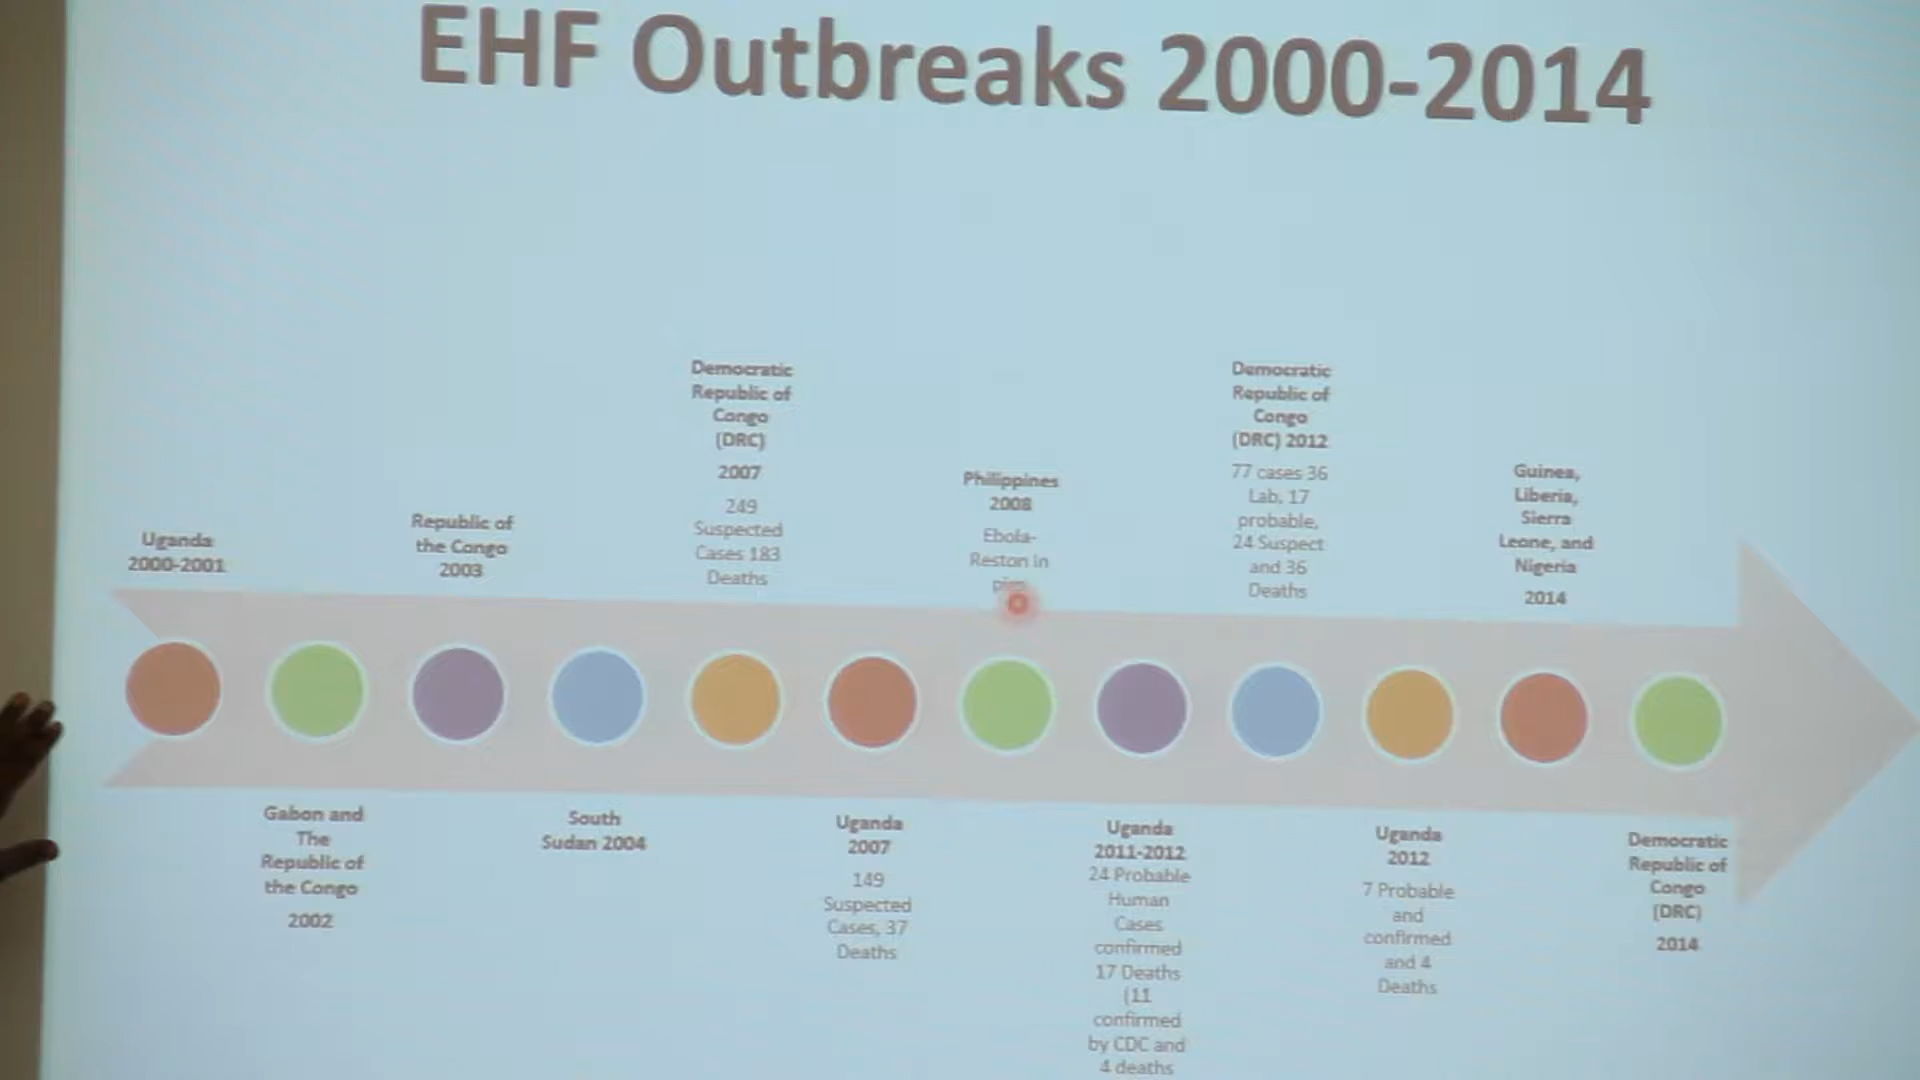 EHF Outbreaks 2000-2014
Uganda
2000-2001
Gabon and
The
Republic of
the Congo
2002
Republic of
the Congo
2003
South
Sudan 2004
Democratic
Republic of
Congo
(DRC)
2007
249
Suspected
Cases 183
Deaths
Uganda
2007
149
Suspected
Cases, 37
Deaths
Philippines
2008
Ebola-
Reston in
Uganda
2011-2012
24 Probable
Human
Cases
confirmed
17 Deaths
(11
confirmed
by CDC and
4 deaths
Democratic
Republic of
Congo
(DRC) 2012
77 cases 36
Lab, 17
probable,
24 Suspect
and 36
Deaths
Uganda
2012
7 Probable
and
confirmed
and 4
Deaths
Guinea,
Liberia,
Sierra
Leone, and
Nigeria
2014
Democratic
Republic of
Congo
(DRC)
2014